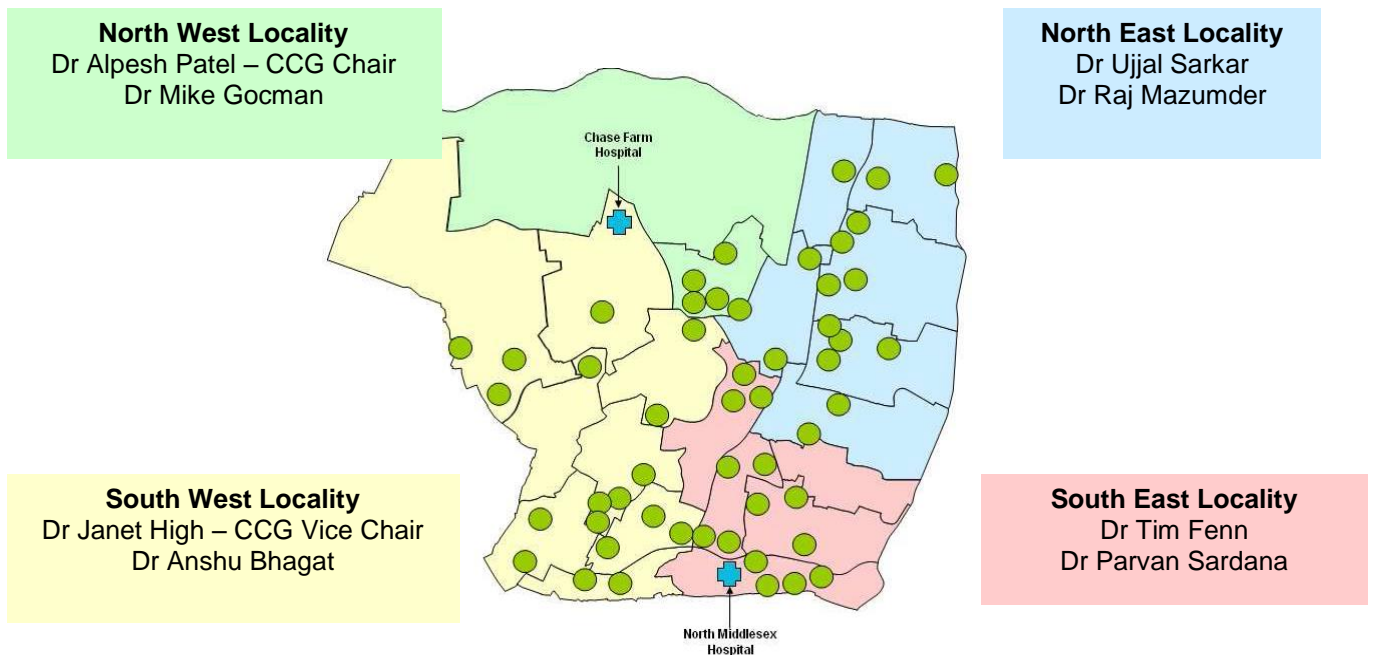 North West Locality
Dr Alpesh Patel – CCG Chair
Dr Mike Gocman
North East Locality
Dr Ujjal Sarkar
Dr Raj Mazumder
Chase Farm
Hospital
South West Locality
Dr Janet High – CCG Vice Chair
Dr Anshu Bhagat
South East Locality
Dr Tim Fenn
Dr Parvan Sardana
North Middlesex
Hospital